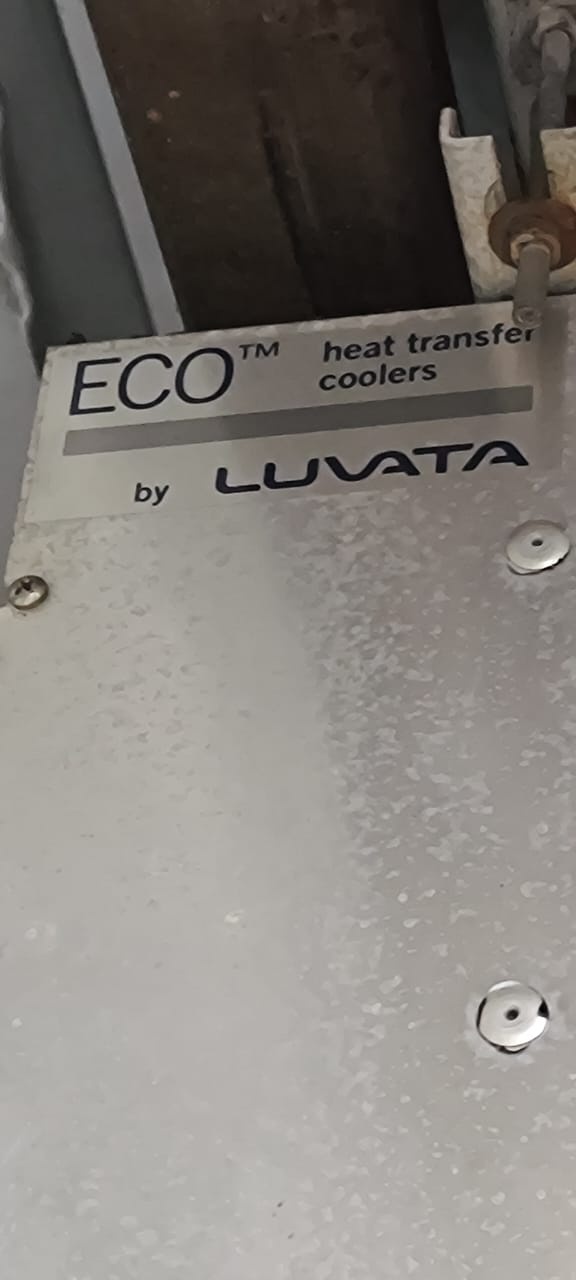 ECO™ heat transfer
coolers
by LUVATA